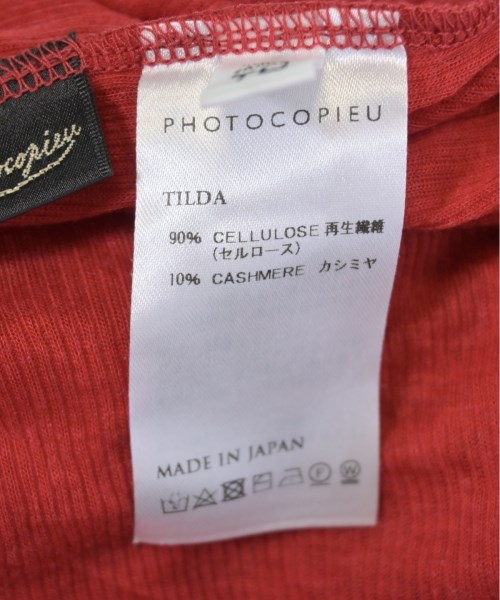 PHOTOCOPIEU
TILDA
90% CELLULOSE 再生繊維
(セルロース)
10% CASHMERE カシミヤ
MADE IN JAPAN
F W
ocopieu